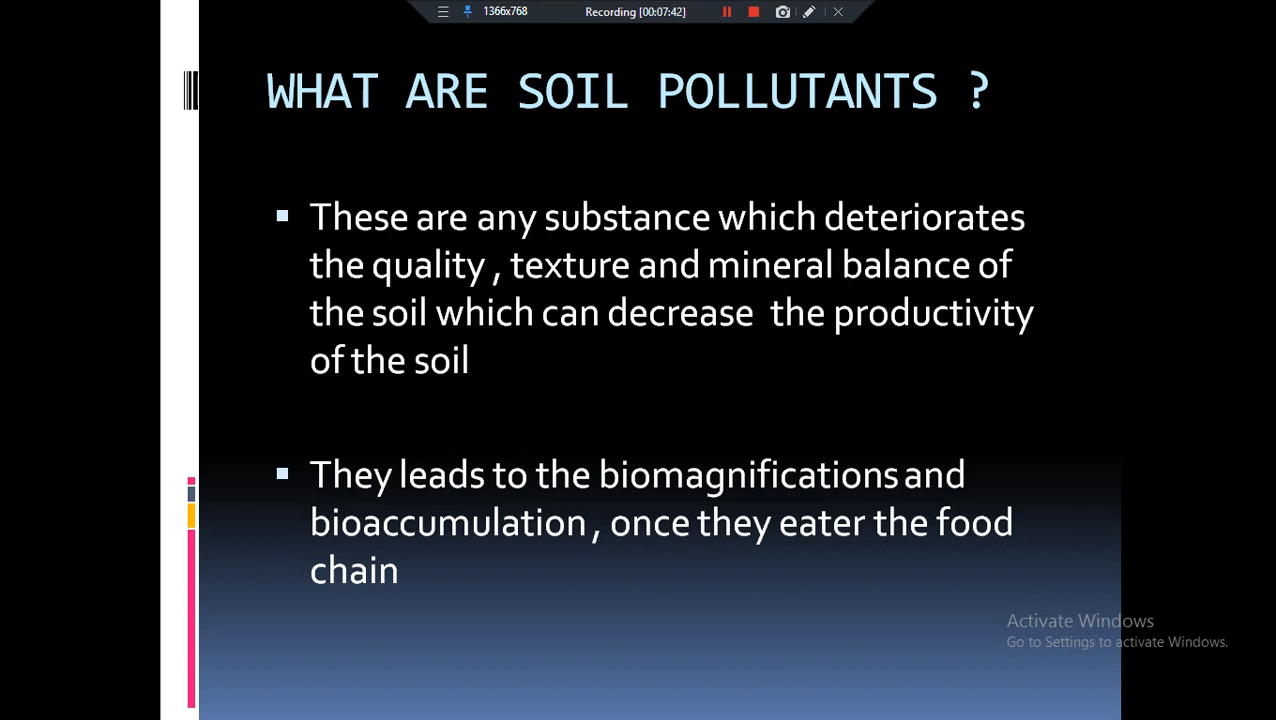 1366x768 Recording [00:07:42]
WHAT ARE SOIL POLLUTANTS ?
These are any substance which deteriorates
the quality , texture and mineral balance of
the soil which can decrease the productivity
of the soil
They leads to the biomagnifications and
bioaccumulation , once they eater the food
chain
Activate Windows
Go to Settings to activate Windows.